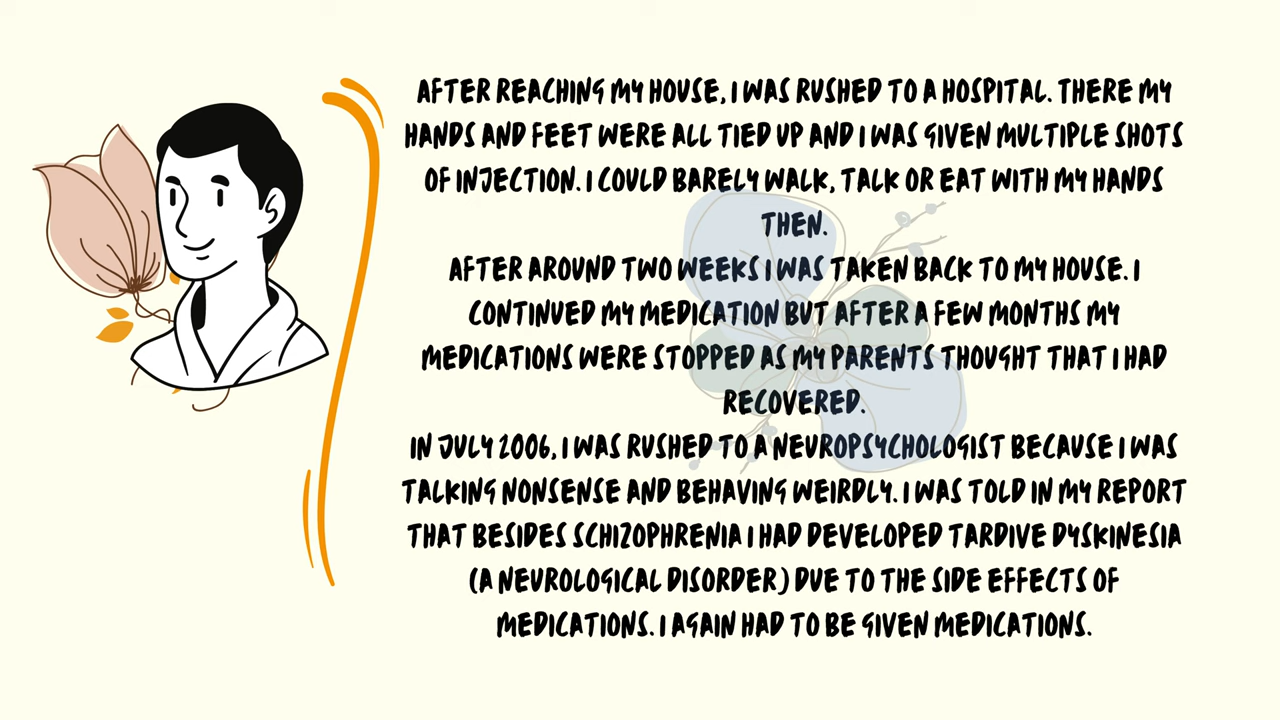 AFTER REACHING MY HOUSE, I WAS RUSHED TO A HOSPITAL. THERE MY
HANDS AND FEET WERE ALL TIED UP AND I WAS GIVEN MULTIPLE SHOTS
OF INJECTION. I COULD BARELY WALK, TALK OR EAT WITH MY HANDS
THEN.
AFTER AROUND TWO WEEKS I WAS TAKEN BACK TO MY HOUSE. I
CONTINUED MY MEDICATION BUT AFTER A FEW MONTHS MY
MEDICATIONS WERE STOPPED AS MY PARENTS THOUGHT THAT I HAD
RECOVERED.
IN JULY 2006, I WAS RUSHED TO A NEUROPSYCHOLOGIST BECAUSE I WAS
TALKING NONSENSE AND BEHAVING WEIRDLY. I WAS TOLD IN MY REPORT
THAT BESIDES SCHIZOPHRENIA I HAD DEVELOPED TARDIVE DYSKINESIA
(A NEUROLOGICAL DISORDER) DUE TO THE SIDE EFFECTS OF
MEDICATIONS. I AGAIN HAD TO BE GIVEN MEDICATIONS.